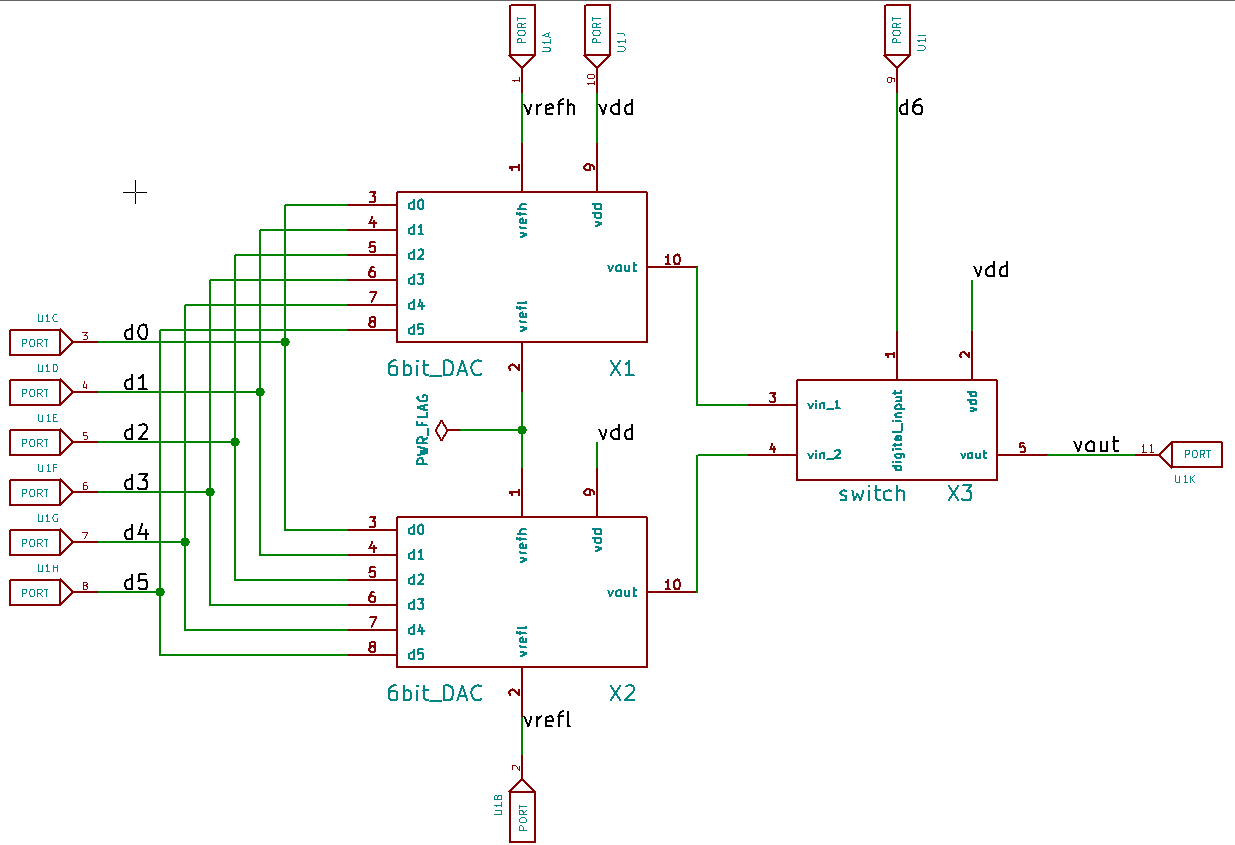 PORT
U1A
1
vrefh
PORT
U1J
10
vdd
PORT
U1I
9
d6
1
9
3
4
5
6
7
8
d0
d1
d2
d3
d4
d5
vrefh
vdd
vout
vrefl
10
6bit_DAC
X1
2
PWR_FLAG
U1C
PORT
3
d0
U1D
PORT
4
d1
U1E
PORT
5
d2
U1F
PORT
6
d3
U1G
PORT
7
d4
U1H
PORT
8
d5
vdd
1
9
3
4
5
6
7
8
d0
d1
d2
d3
d4
d5
vrefh
vdd
vout
vrefl
10
6bit_DAC
X2
2
vrefl
2
U1B
PORT
vdd
1
2
3
4
vin_1
vin_2
digital_input
vdd
vout
5
switch
X3
vout
11
PORT
U1K